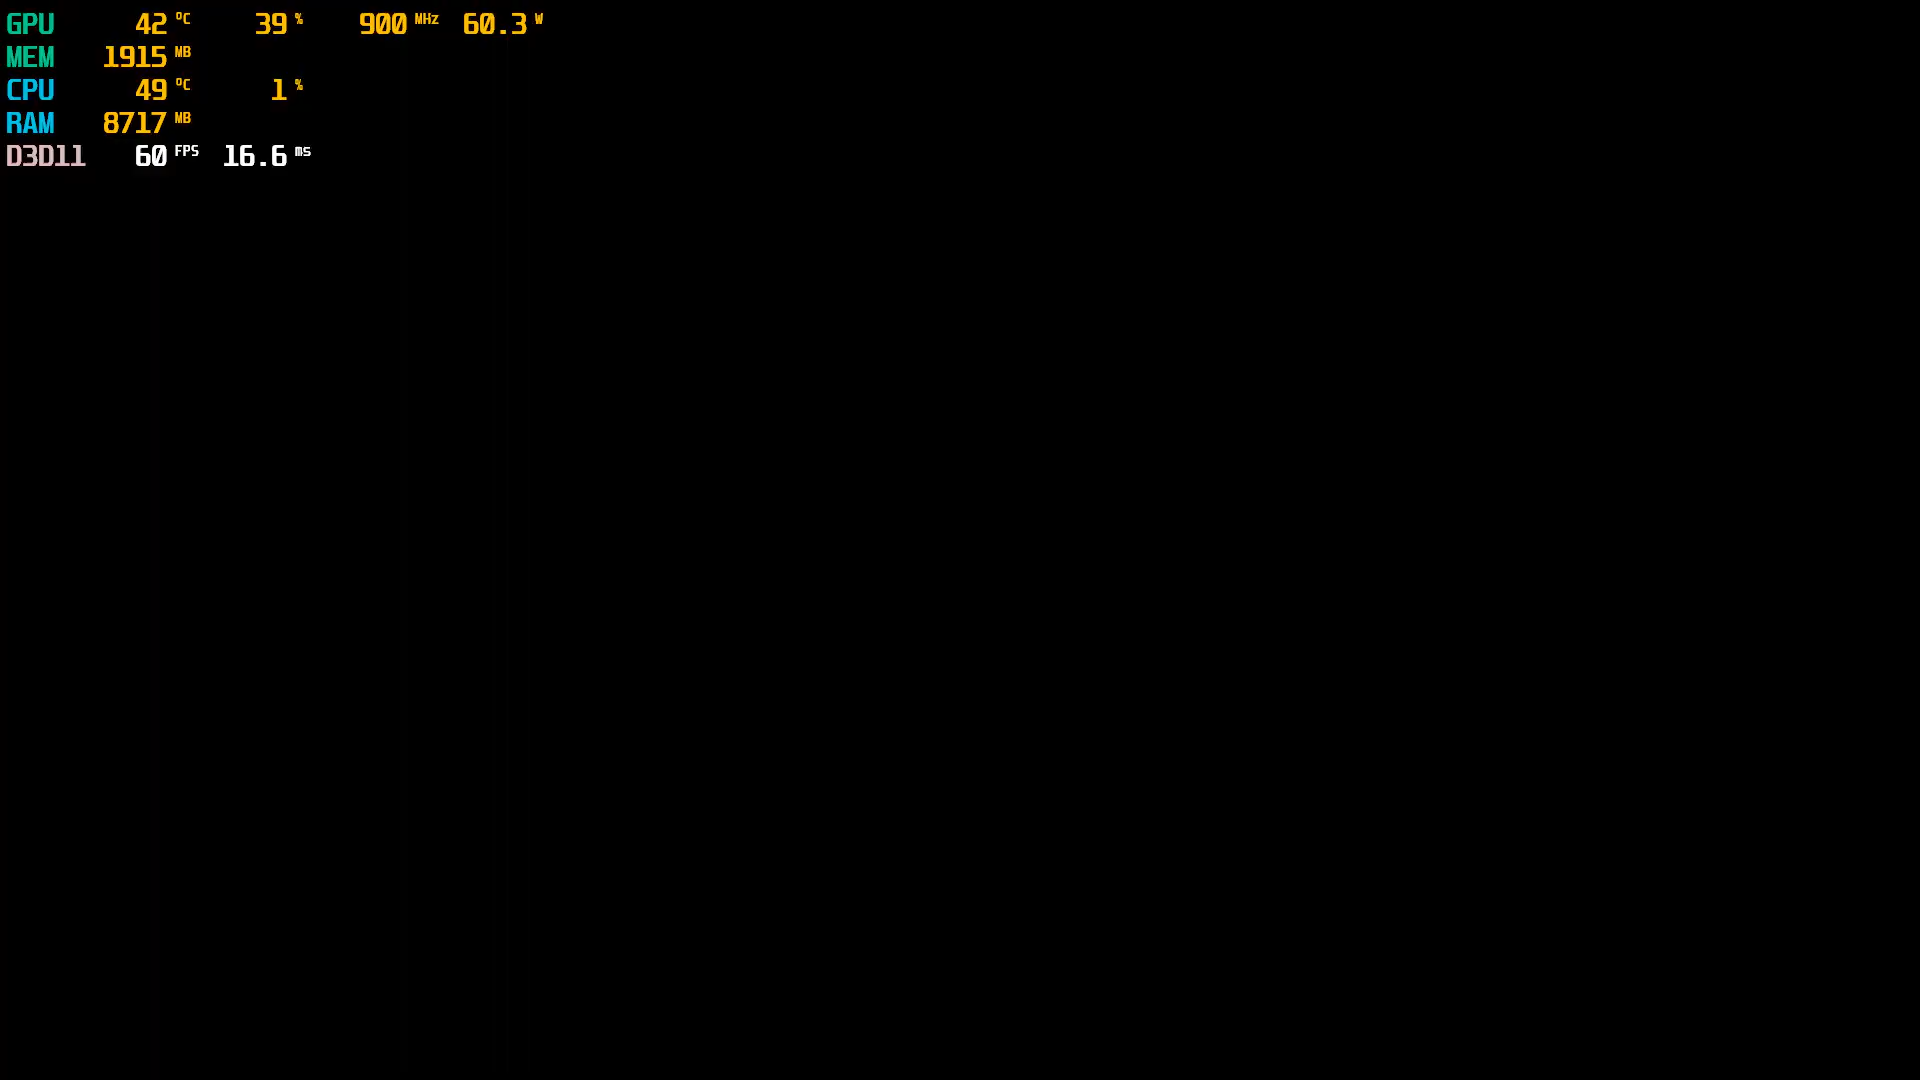 GPU 42 °C 39 % 900 MHz 60.3 W
MEM 1915 MB
CPU 49 °C 1 %
RAM 8717 MB
D3D11 60 FPS 16.6 ms